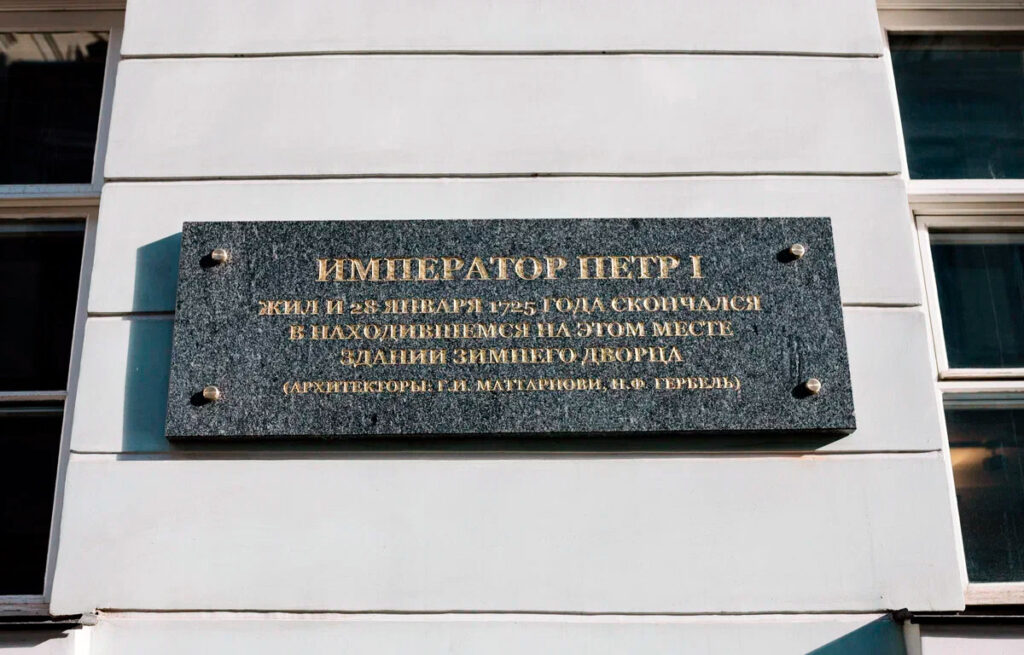 ИМПЕРАТОР ПЕТР I
ЖИЛ И 28 ЯНВАРЯ 1725 ГОДА СКОНЧАЛСЯ
В НАХОДИВШЕМСЯ НА ЭТОМ МЕСТЕ
ЗДАНИИ ЗИМНЕГО ДВОРЦА
(АРХИТЕКТОРЫ: Г.И. МАТТАРНОВИ, Н.Ф. ГЕРБЕЛЬ)